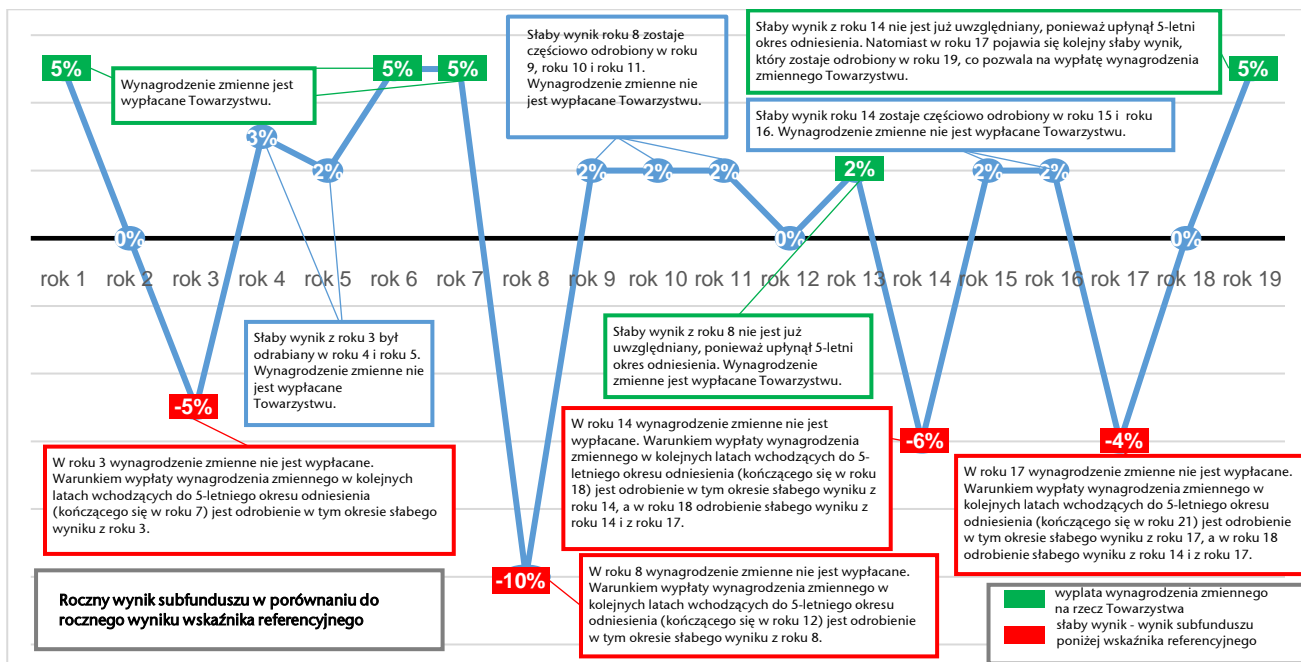 Słaby wynik z roku 14 nie jest już uwzględniany, ponieważ upłynął 5-letni
okres odniesienia. Natomiast w roku 17 pojawia się kolejny słaby wynik,
który zostaje odrobiony w roku 19, co pozwala na wypłatę wynagrodzenia
zmiennego Towarzystwu.
Słaby wynik roku 8 zostaje
częściowo odrobiony w roku
9, roku 10 i roku 11.
Wynagrodzenie zmienne nie
jest wypłacane Towarzystwu.
Wynagrodzenie zmienne jest
wypłacane Towarzystwu.
Słaby wynik roku 14 zostaje częściowo odrobiony w roku 15 i roku
16. Wynagrodzenie zmienne nie jest wypłacane Towarzystwu.
5%
0%
-5%
3%
2%
5%
5%
-10%
2%
2%
2%
0%
2%
-6%
2%
2%
-4%
0%
5%
rok 1 rok 2 rok 3 rok 4 rok 5 rok 6 rok 7 rok 8 rok 9 rok 10 rok 11 rok 12 rok 13 rok 14 rok 15 rok 16 rok 17 rok 18 rok 19
Słaby wynik z roku 3 był
odrabiany w roku 4 i roku 5.
Wynagrodzenie zmienne nie
jest wypłacane
Towarzystwu.
Słaby wynik z roku 8 nie jest już
uwzględniany, ponieważ upłynął 5-letni
okres odniesienia. Wynagrodzenie
zmienne jest wypłacane Towarzystwu.
W roku 3 wynagrodzenie zmienne nie jest wypłacane.
Warunkiem wypłaty wynagrodzenia zmiennego w kolejnych
latach wchodzących do 5-letniego okresu odniesienia
(kończącego się w roku 7) jest odrobienie w tym okresie słabego
wyniku z roku 3.
W roku 14 wynagrodzenie zmienne nie jest
wypłacane. Warunkiem wypłaty wynagrodzenia
zmiennego w kolejnych latach wchodzących do 5-
letniego okresu odniesienia (kończącego się w roku
18) jest odrobienie w tym okresie słabego wyniku z
roku 14, a w roku 18 odrobienie słabego wyniku z
roku 14 i z roku 17.
W roku 17 wynagrodzenie zmienne nie jest wypłacane.
Warunkiem wypłaty wynagrodzenia zmiennego w
kolejnych latach wchodzących do 5-letniego okresu
odniesienia (kończącego się w roku 21) jest odrobienie
w tym okresie słabego wyniku z roku 17, a w roku 18
odrobienie słabego wyniku z roku 14 i z roku 17.
W roku 8 wynagrodzenie zmienne nie jest wypłacane.
Warunkiem wypłaty wynagrodzenia zmiennego w
kolejnych latach wchodzących do 5-letniego okresu
odniesienia (kończącego się w roku 12) jest odrobienie
w tym okresie słabego wyniku z roku 8.
Roczny wynik subfunduszu w porównaniu do
rocznego wyniku wskaźnika referencyjnego
wyplata wynagrodzenia zmiennego
na rzecz Towarzystwa
słaby wynik - wynik subfunduszu
poniżej wskaźnika referencyjnego